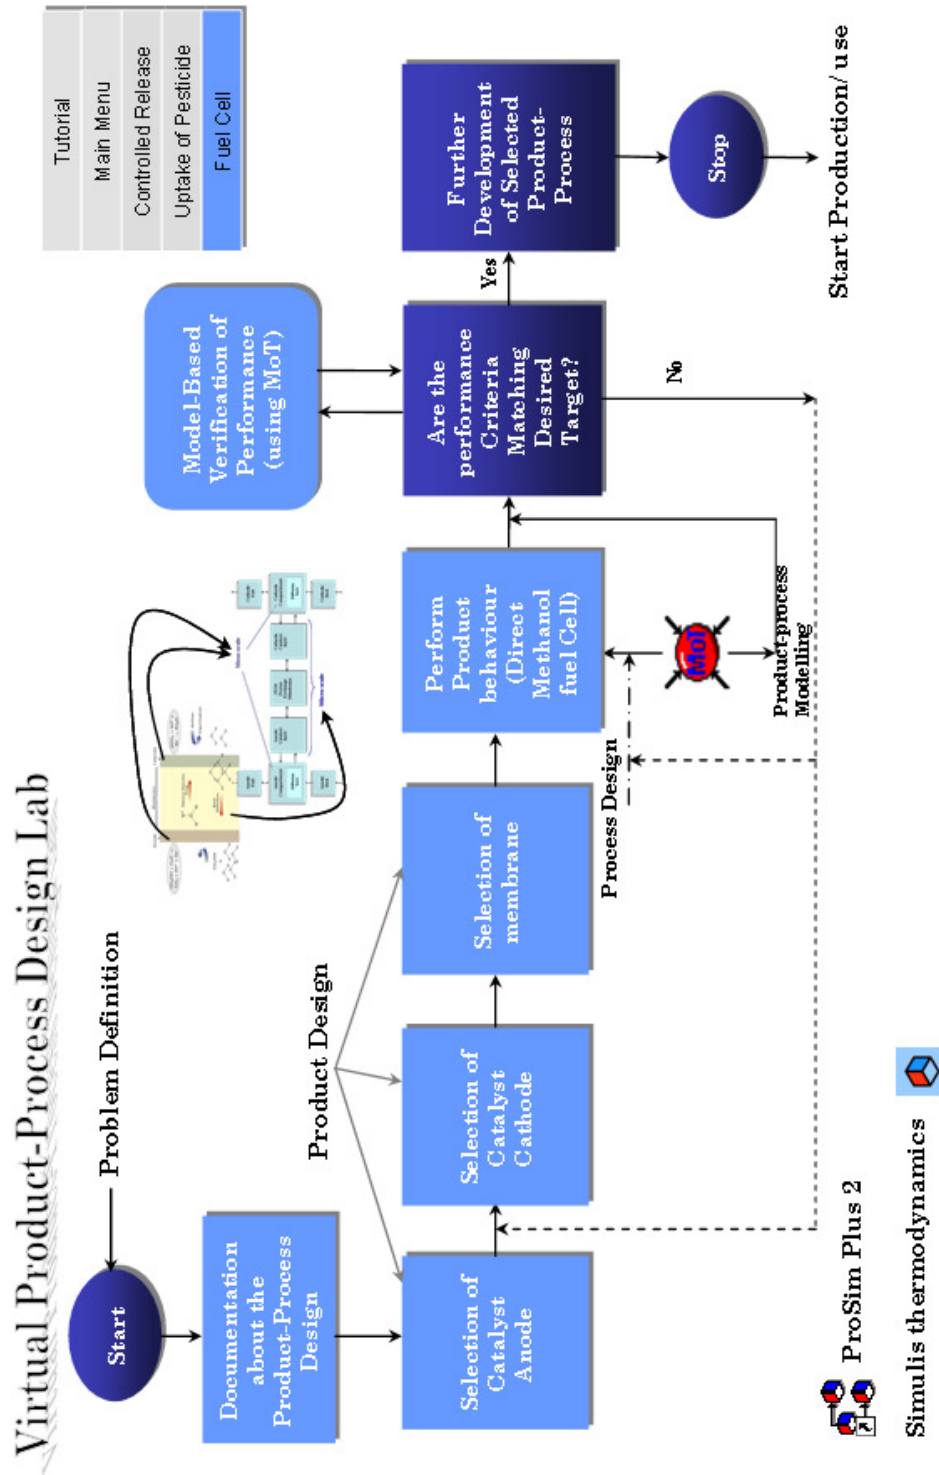 Virtual Product-Process Design Lab
Tutorial
Main Menu
Controlled Release
Uptake of Pesticide
Fuel Cell
Problem Definition
Start
Documentation
about the
Product-Process
Design
Product Design
Selection of
Catalyst
Anode
Selection of
Catalyst
Cathode
Selection of
membrane
Perform
Product
behaviour
(Direct
Methanol
fuel Cell)
Model-Based
Verification of
Performance
(using MoT)
Are the
performance
Criteria
Matching
Desired
Target?
Yes
No
Further
Development
of Selected
Product-
Process
Stop
Start Production/ use
Process Design
MoT
Product-process
Modelling
ProSim Plus 2
Simulis thermodynamics